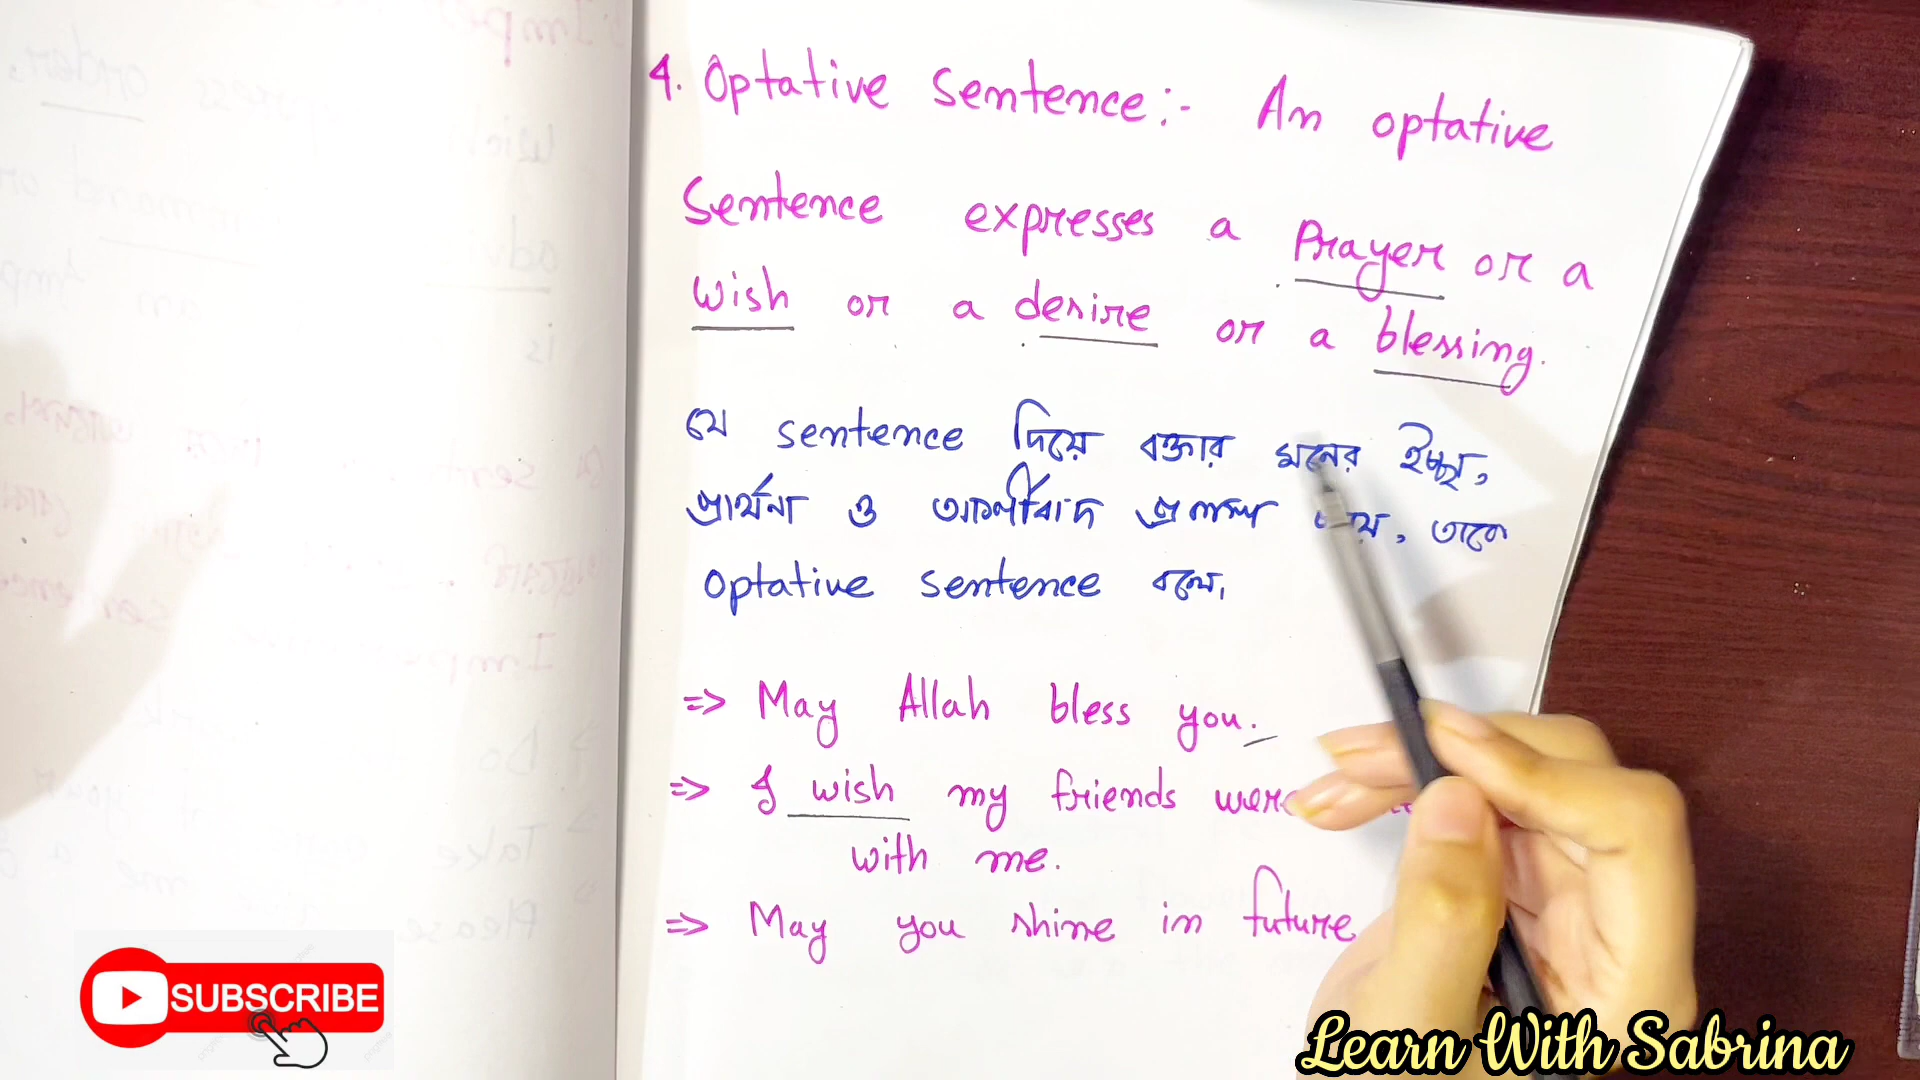 4. Optative Sentence:- An optative
Sentence expresses a Prayer or a
wish or a desire or a blessing.
যে sentence দিয়ে বক্তার মনের ইচ্ছা,
প্রার্থনা ও আশীর্বাদ প্রকাশ পায়, তাকে
Optative sentence বলে।
=> May Allah bless you.
=> I wish my friends were
with me.
=> May you shine in future
SUBSCRIBE
Learn With Sabrina